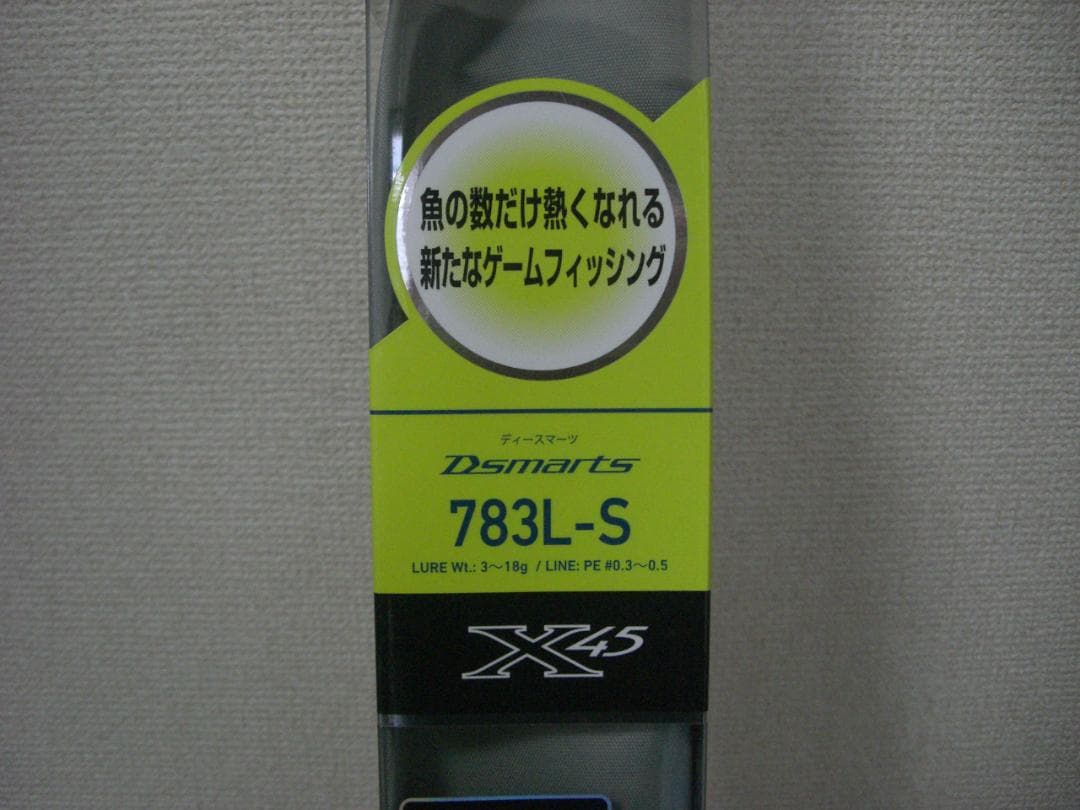 魚の数だけ熱くなれる
新たなゲームフィッシング
ディースマーツ
Dsmarts
783L-S
LURE Wt.: 3～18g / LINE: PE #0.3～0.5
X45